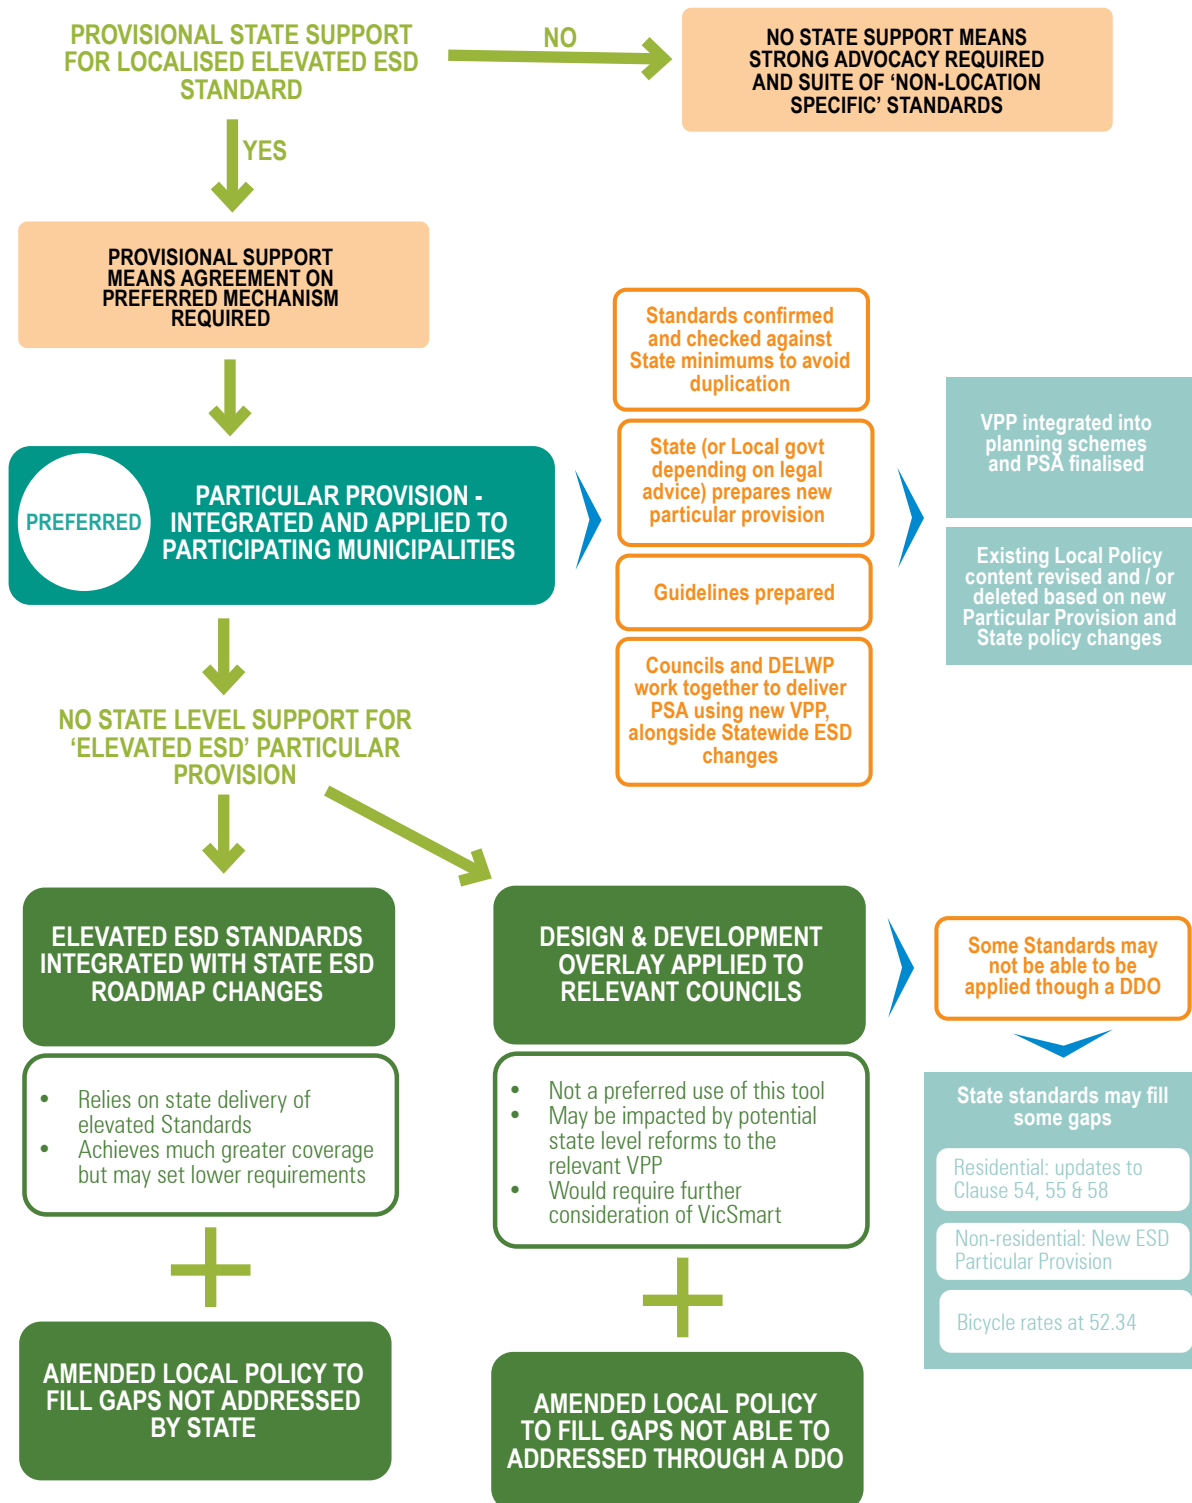 PROVISIONAL STATE SUPPORT
FOR LOCALISED ELEVATED ESD
STANDARD
NO
NO STATE SUPPORT MEANS
STRONG ADVOCACY REQUIRED
AND SUITE OF ‘NON-LOCATION
SPECIFIC’ STANDARDS
YES
PROVISIONAL SUPPORT
MEANS AGREEMENT ON
PREFERRED MECHANISM
REQUIRED
PREFERRED
PARTICULAR PROVISION -
INTEGRATED AND APPLIED TO
PARTICIPATING MUNICIPALITIES
Standards confirmed
and checked against
State minimums to avoid
duplication
State (or Local govt
depending on legal
advice) prepares new
particular provision
Guidelines prepared
Councils and DELWP
work together to deliver
PSA using new VPP,
alongside Statewide ESD
changes
VPP integrated into
planning schemes
and PSA finalised
Existing Local Policy
content revised and / or
deleted based on new
Particular Provision and
State policy changes
NO STATE LEVEL SUPPORT FOR
‘ELEVATED ESD’ PARTICULAR
PROVISION
ELEVATED ESD STANDARDS
INTEGRATED WITH STATE ESD
ROADMAP CHANGES
• Relies on state delivery of
elevated Standards
• Achieves much greater coverage
but may set lower requirements
AMENDED LOCAL POLICY TO
FILL GAPS NOT ADDRESSED
BY STATE
DESIGN & DEVELOPMENT
OVERLAY APPLIED TO
RELEVANT COUNCILS
• Not a preferred use of this tool
• May be impacted by potential
state level reforms to the
relevant VPP
• Would require further
consideration of VicSmart
AMENDED LOCAL POLICY
TO FILL GAPS NOT ABLE TO
ADDRESSED THROUGH A DDO
Some Standards may
not be able to be
applied though a DDO
State standards may fill
some gaps
Residential: updates to
Clause 54, 55 & 58
Non-residential: New ESD
Particular Provision
Bicycle rates at 52.34